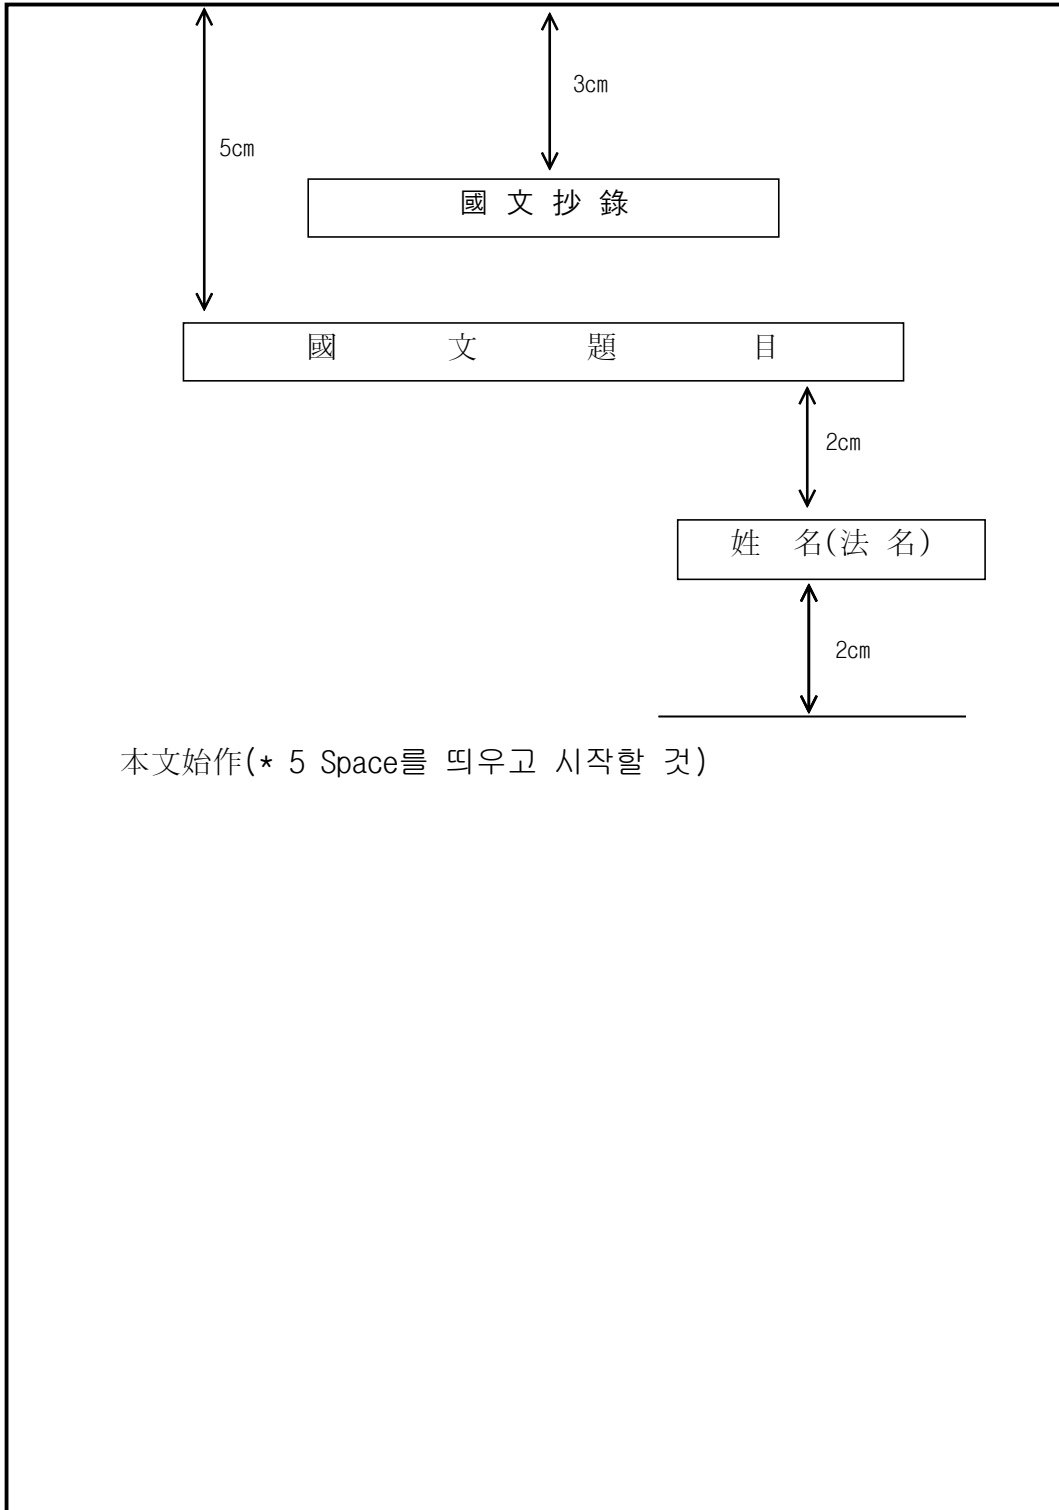 3cm
5cm
國 文 抄 錄
國 文 題 目
2cm
姓 名(法 名)
2cm
本文始作(* 5 Space를 띄우고 시작할 것)